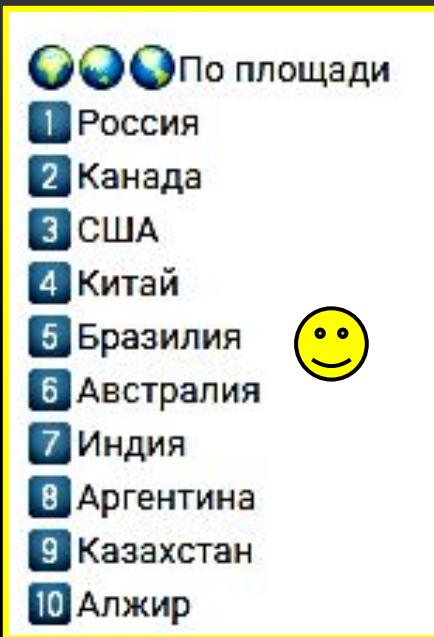 🌍🌏🌎По площади
1 Россия
2 Канада
3 США
4 Китай
5 Бразилия
6 Австралия
7 Индия
8 Аргентина
9 Казахстан
10 Алжир